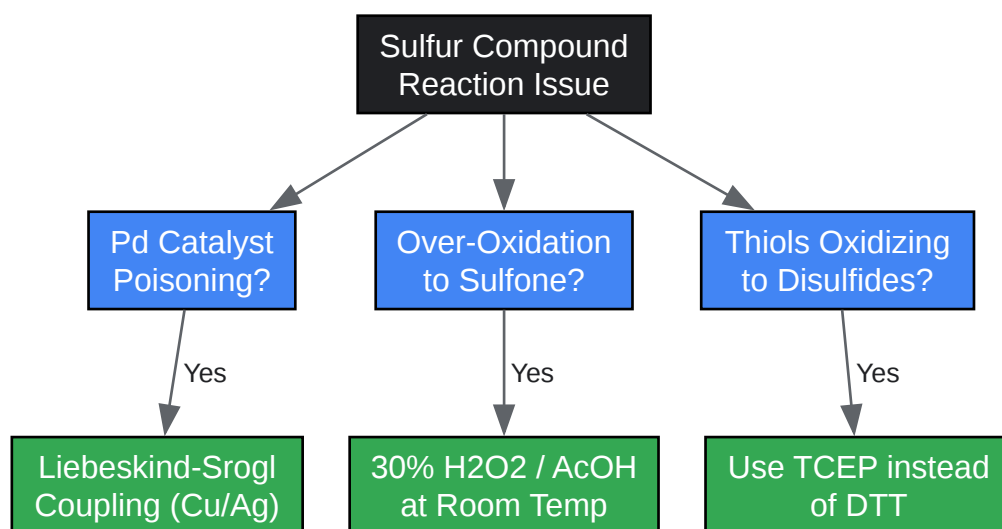 Sulfur Compound
Reaction Issue
Pd Catalyst
Poisoning?
Over-Oxidation
to Sulfone?
Thiols Oxidizing
to Disulfides?
Yes
Yes
Yes
Liebeskind-Srogl
Coupling (Cu/Ag)
30% H2O2 / AcOH
at Room Temp
Use TCEP instead
of DTT